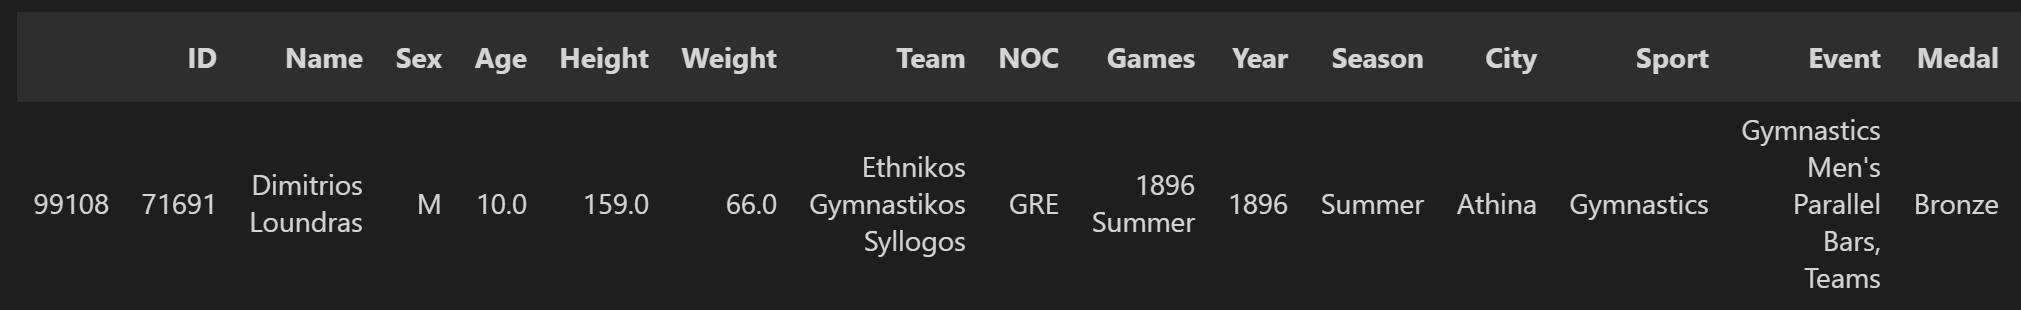 ID Name Sex Age Height Weight Team NOC Games Year Season City Sport Event Medal
99108 71691 Dimitrios Loundras M 10.0 159.0 66.0 Ethnikos Gymnastikos Syllogos GRE 1896 Summer 1896 Summer Athina Gymnastics Gymnastics Men's Parallel Bars, Teams Bronze